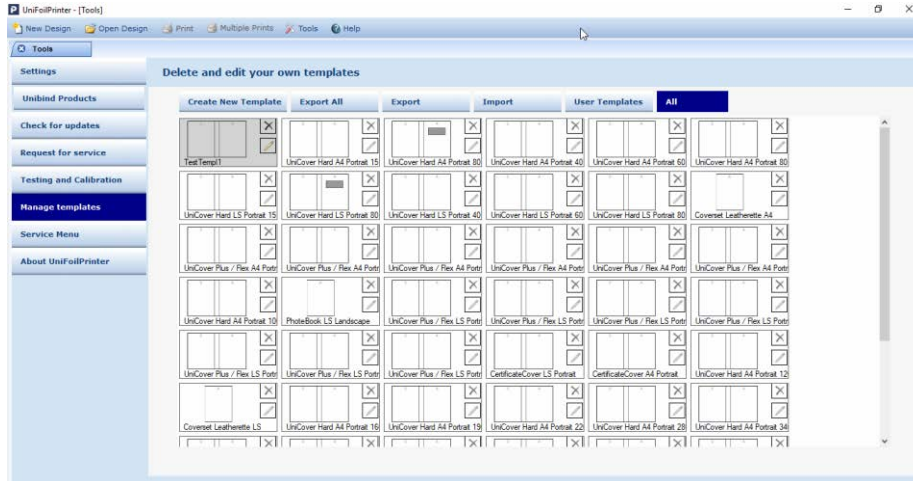 UniFoilPrinter - [Tools]
New Design Open Design Print Multiple Prints Tools Help
Tools
Settings
Unibind Products
Check for updates
Request for service
Testing and Calibration
Manage templates
Service Menu
About UniFoilPrinter
Delete and edit your own templates
Create New Template Export All Export Import User Templates All
TestTempl1 UniCover Hard A4 Portrait 15 UniCover Hard A4 Portrait 80 UniCover Hard A4 Portrait 40 UniCover Hard A4 Portrait 60 UniCover Hard A4 Portrait 80
UniCover Hard LS Portrait 15 UniCover Hard LS Portrait 80 UniCover Hard LS Portrait 40 UniCover Hard LS Portrait 60 UniCover Hard LS Portrait 80 Coverset Leatherette A4
UniCover Plus / Flex A4 Portr UniCover Plus / Flex A4 Portr UniCover Plus / Flex A4 Portr UniCover Plus / Flex A4 Portr UniCover Plus / Flex A4 Portr UniCover Plus / Flex A4 Portr
UniCover Hard A4 Portrait 10 PhotoBook LS Landscape UniCover Plus / Flex LS Portr UniCover Plus / Flex LS Portr UniCover Plus / Flex LS Portr UniCover Plus / Flex LS Portr
UniCover Plus / Flex LS Portr UniCover Plus / Flex LS Portr UniCover Plus / Flex LS Portr CertificateCover LS Portrait CertificateCover A4 Portrait UniCover Hard A4 Portrait 12
Coverset Leatherette LS UniCover Hard A4 Portrait 16 UniCover Hard A4 Portrait 19 UniCover Hard A4 Portrait 22 UniCover Hard A4 Portrait 28 UniCover Hard A4 Portrait 34